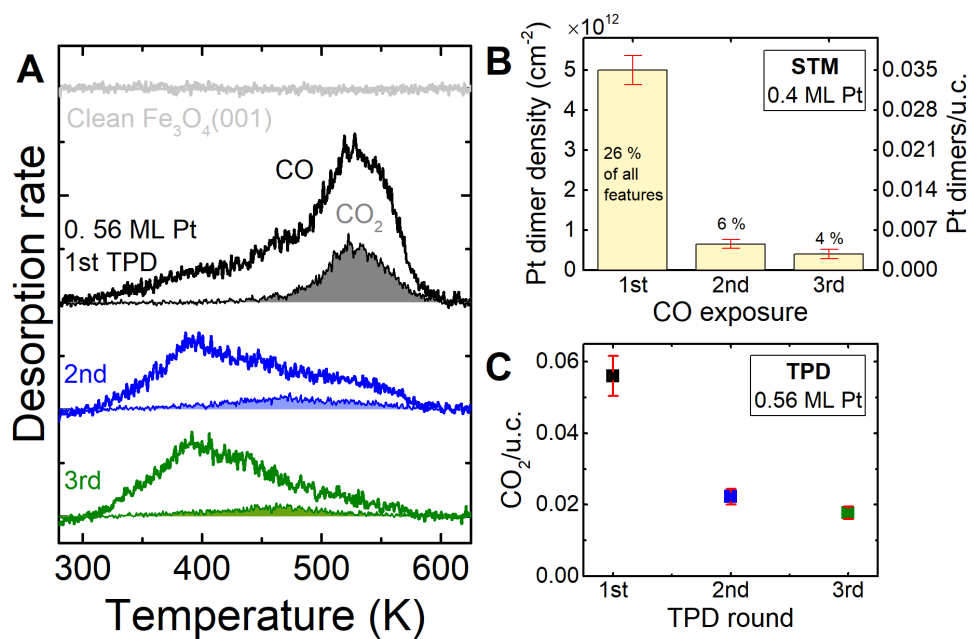 A
Desorption rate
Clean Fe₃O₄(001)
CO
CO₂
0. 56 ML Pt
1st TPD
2nd
3rd
300 400 500 600
Temperature (K)
B
×10¹²
Pt dimer density (cm⁻²)
5
4
3
2
1
0
STM
0.4 ML Pt
26 %
of all
features
6 %
4 %
0.035
0.028
0.021
0.014
0.007
0.000
Pt dimers/u.c.
1st 2nd 3rd
CO exposure
C
CO₂/u.c.
0.06
0.04
0.02
0.00
TPD
0.56 ML Pt
1st 2nd 3rd
TPD round